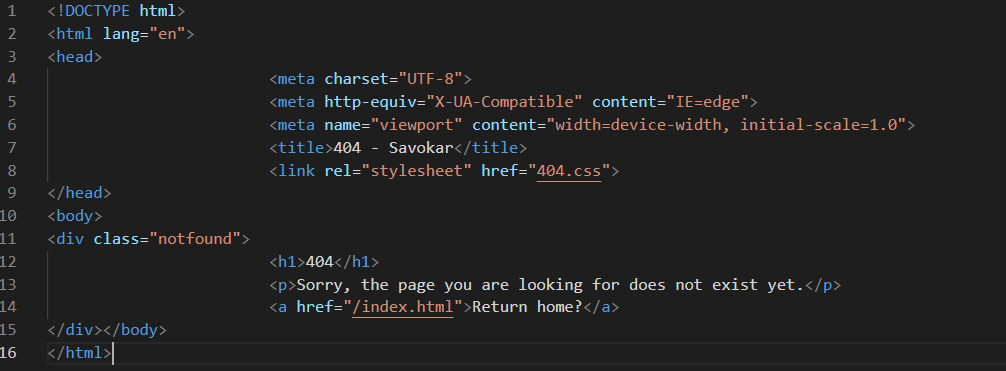 1 <!DOCTYPE html>
2 <html lang="en">
3 <head>
4 <meta charset="UTF-8">
5 <meta http-equiv="X-UA-Compatible" content="IE=edge">
6 <meta name="viewport" content="width=device-width, initial-scale=1.0">
7 <title>404 - Savokar</title>
8 <link rel="stylesheet" href="404.css">
9 </head>
10 <body>
11 <div class="notfound">
12 <h1>404</h1>
13 <p>Sorry, the page you are looking for does not exist yet.</p>
14 <a href="/index.html">Return home?</a>
15 </div></body>
16 </html>